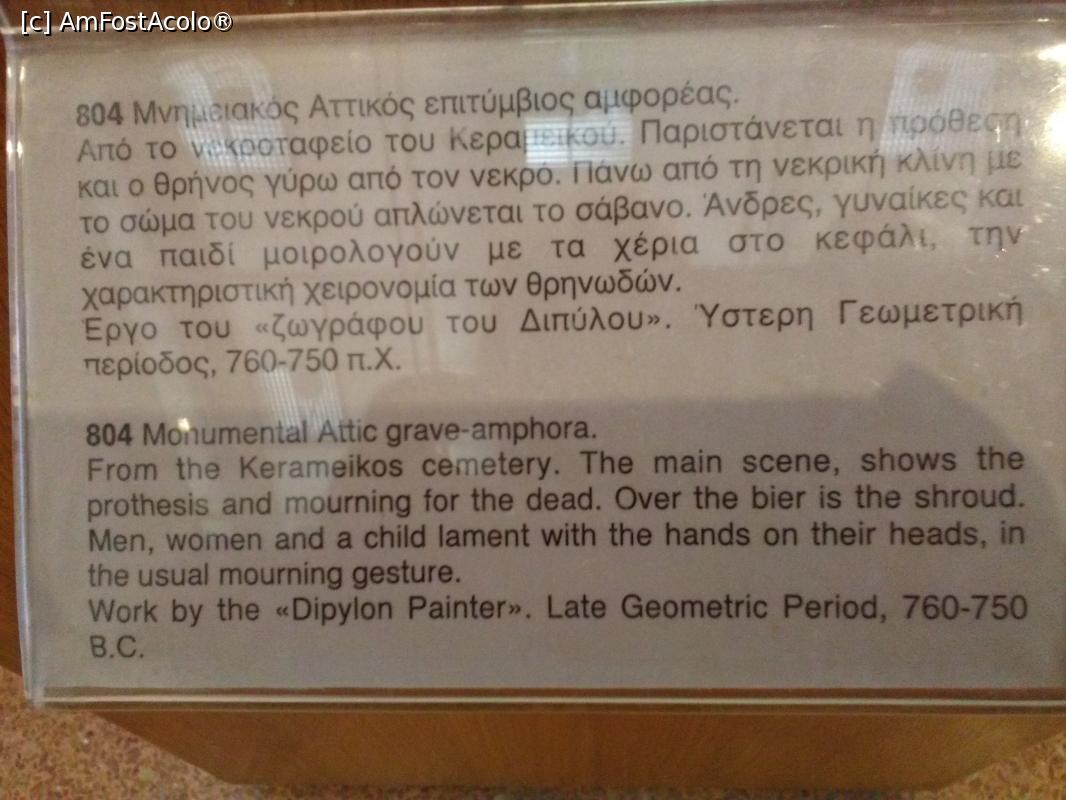 [c] AmFostAcolo®
804 Μνημειακός Αττικός επιτύμβιος αμφορέας.
Από το νεκροταφείο του Κεραμεικού. Παριστάνεται η πρόθεση
και ο θρήνος γύρω από τον νεκρό. Πάνω από τη νεκρική κλίνη με
το σώμα του νεκρού απλώνεται το σάβανο. Άνδρες, γυναίκες και
ένα παιδί μοιρολογούν με τα χέρια στο κεφάλι, την
χαρακτηριστική χειρονομία των θρηνωδών.
Έργο του «ζωγράφου του Διπύλου». Ύστερη Γεωμετρική
περίοδος, 760-750 π.Χ.
804 Monumental Attic grave-amphora.
From the Kerameikos cemetery. The main scene, shows the
prothesis and mourning for the dead. Over the bier is the shroud.
Men, women and a child lament with the hands on their heads, in
the usual mourning gesture.
Work by the «Dipylon Painter». Late Geometric Period, 760-750
B.C.